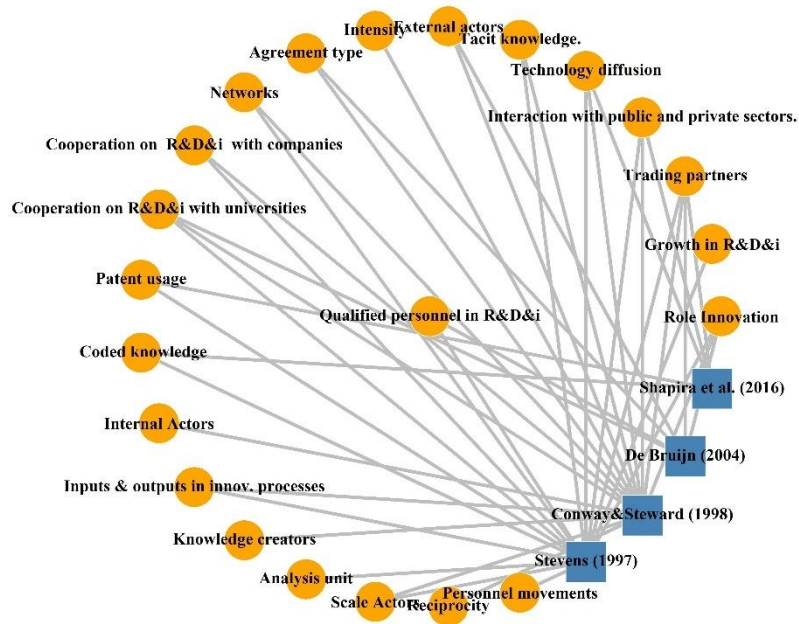 External actors
Intensity
Tacit knowledge.
Agreement type
Technology diffusion
Networks
Interaction with public and private sectors.
Cooperation on R&D&i with companies
Trading partners
Cooperation on R&D&i with universities
Growth in R&D&i
Patent usage
Qualified personnel in R&D&i
Role Innovation
Coded knowledge
Shapira et al. (2016)
Internal Actors
De Bruijn (2004)
Inputs & outputs in innov. processes
Conway&Steward (1998)
Knowledge creators
Stevens (1997)
Analysis unit
Personnel movements
Scale Actors
Reciprocity